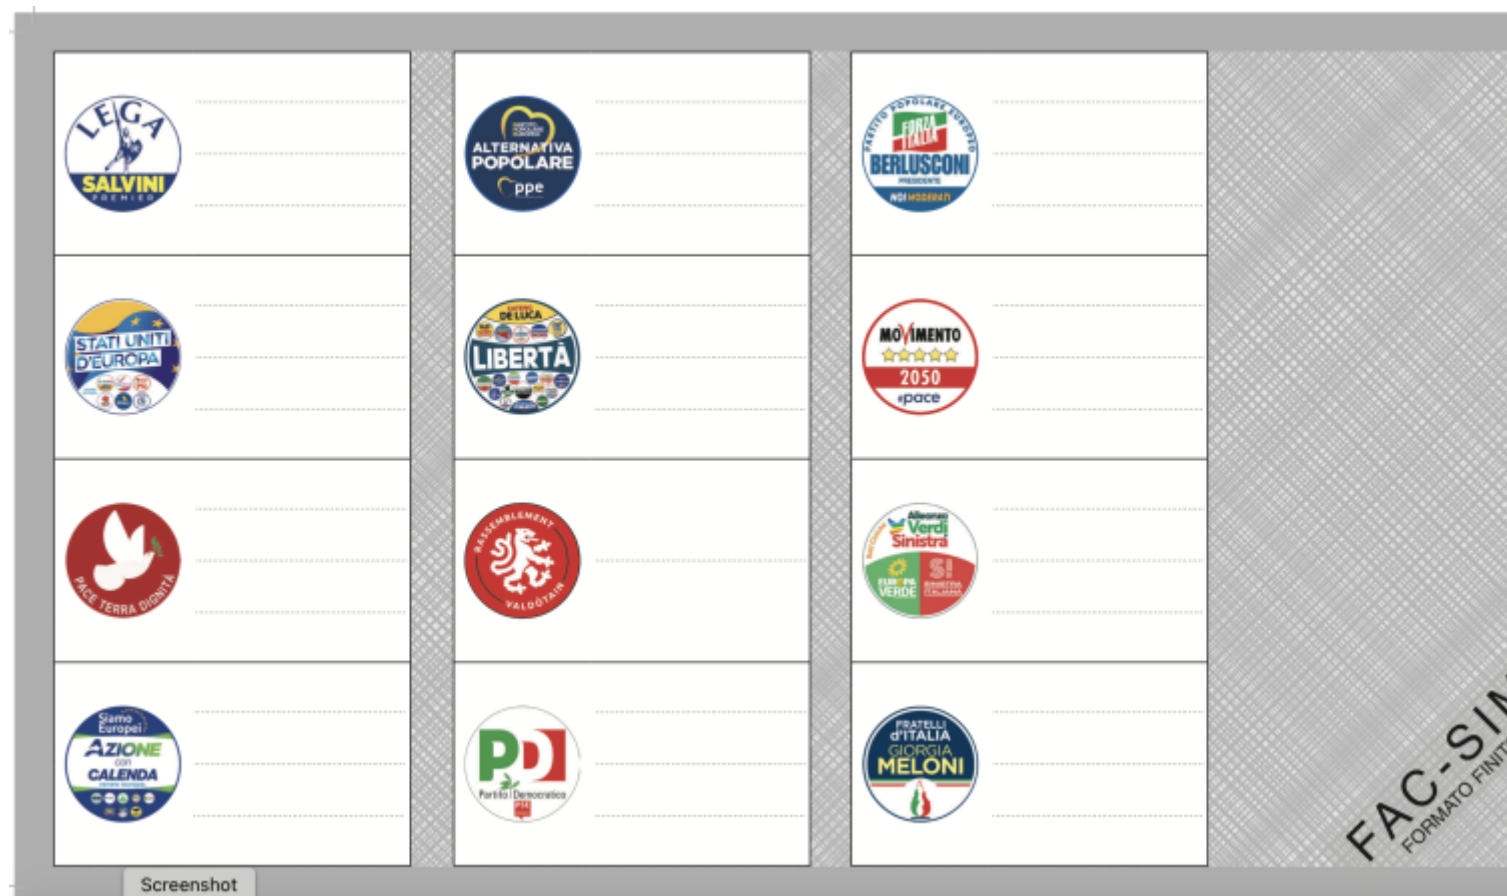 LEGA
SALVINI
PREMIER
ALTERNATIVA
POPOLARE
ppe
PARTITO POPOLARE EUROPEO
FORZA
ITALIA
BERLUSCONI
PRESIDENTE
NOI MODERATI
STATI UNITI
D'EUROPA
DE LUCA
LIBERTÀ
MOVIMENTO
2050
#pace
PACE TERRA DIGNITÀ
RASSEMBLEMENT
VALDÔTAIN
Alleanza
Verdi
Sinistra
EUROPA
VERDE
SI
SINISTRA
ITALIANA
Siamo
Europei
AZIONE
con
CALENDA
PD
Partito Democratico
PSE
FRATELLI
d'ITALIA
GIORGIA
MELONI
FAC-SIM
FORMATO FINIT
Screenshot